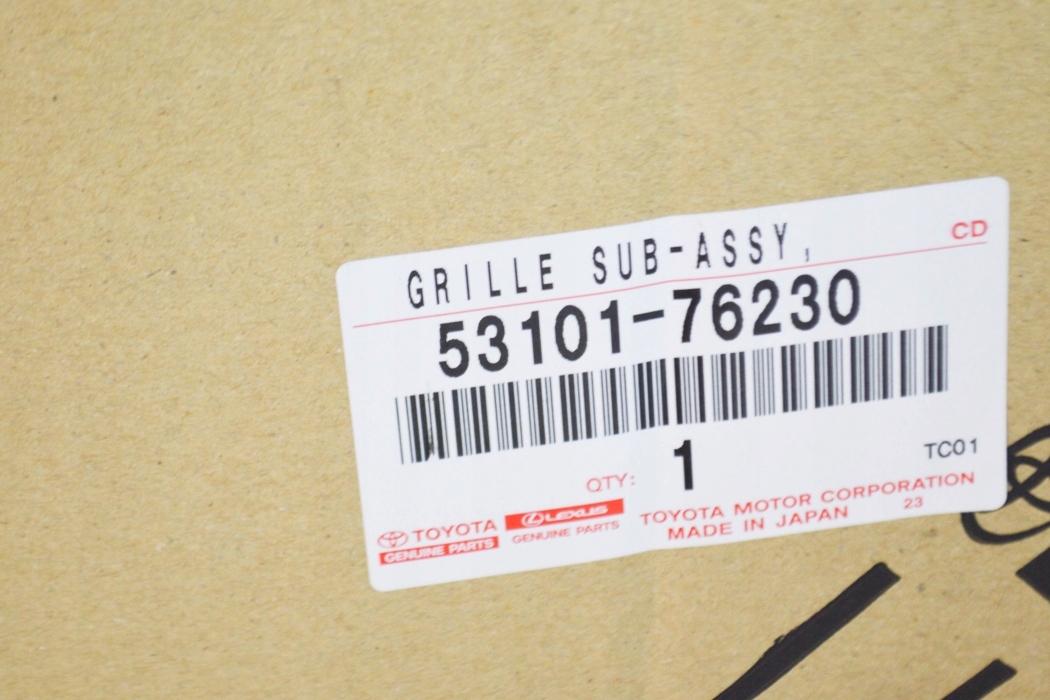 CD
GRILLE SUB-ASSY,
53101-76230
QTY: 1
TC01
TOYOTA
GENUINE PARTS
LEXUS
GENUINE PARTS
TOYOTA MOTOR CORPORATION
MADE IN JAPAN 23